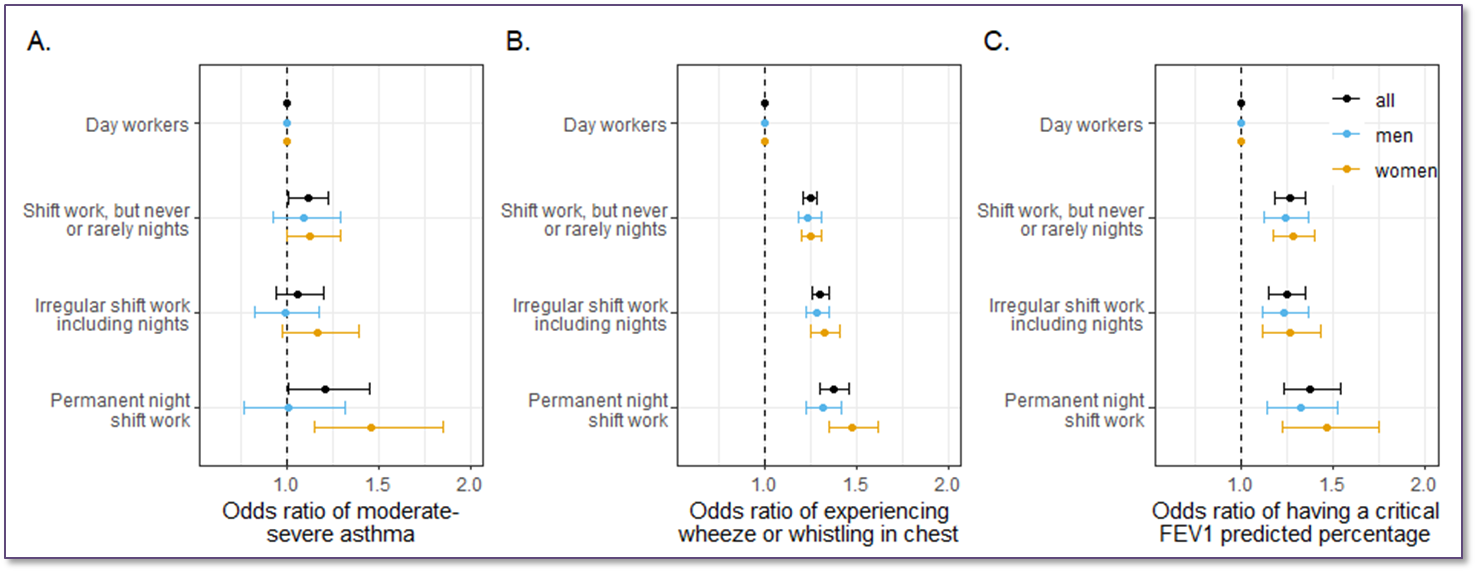 A.
Day workers
Shift work, but never
or rarely nights
Irregular shift work
including nights
Permanent night
shift work
1.0 1.5 2.0
Odds ratio of moderate-
severe asthma
B.
Day workers
Shift work, but never
or rarely nights
Irregular shift work
including nights
Permanent night
shift work
1.0 1.5 2.0
Odds ratio of experiencing
wheeze or whistling in chest
C.
Day workers
Shift work, but never
or rarely nights
Irregular shift work
including nights
Permanent night
shift work
all
men
women
1.0 1.5 2.0
Odds ratio of having a critical
FEV1 predicted percentage